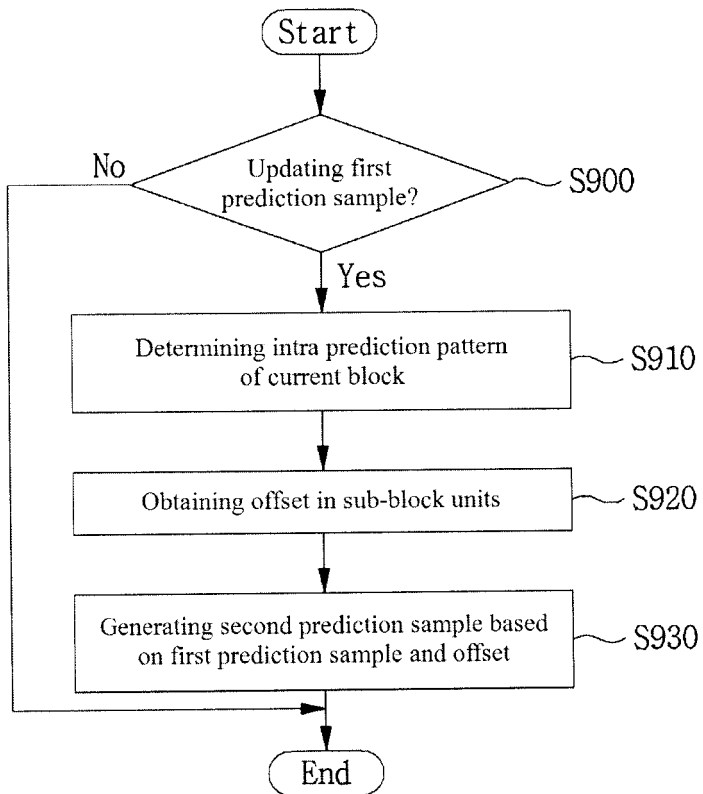 Start
No
Updating first
prediction sample?
S900
Yes
Determining intra prediction pattern
of current block
S910
Obtaining offset in sub-block units
S920
Generating second prediction sample based
on first prediction sample and offset
S930
End